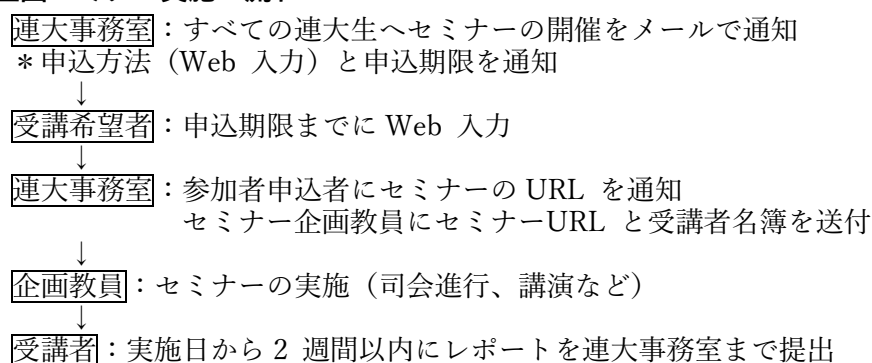 連大事務室：すべての連大生へセミナーの開催をメールで通知
＊申込方法（Web 入力）と申込期限を通知
↓
受講希望者：申込期限までに Web 入力
↓
連大事務室：参加者申込者にセミナーの URL を通知
セミナー企画教員にセミナーURL と受講者名簿を送付
↓
企画教員：セミナーの実施（司会進行、講演など）
↓
受講者：実施日から 2 週間以内にレポートを連大事務室まで提出